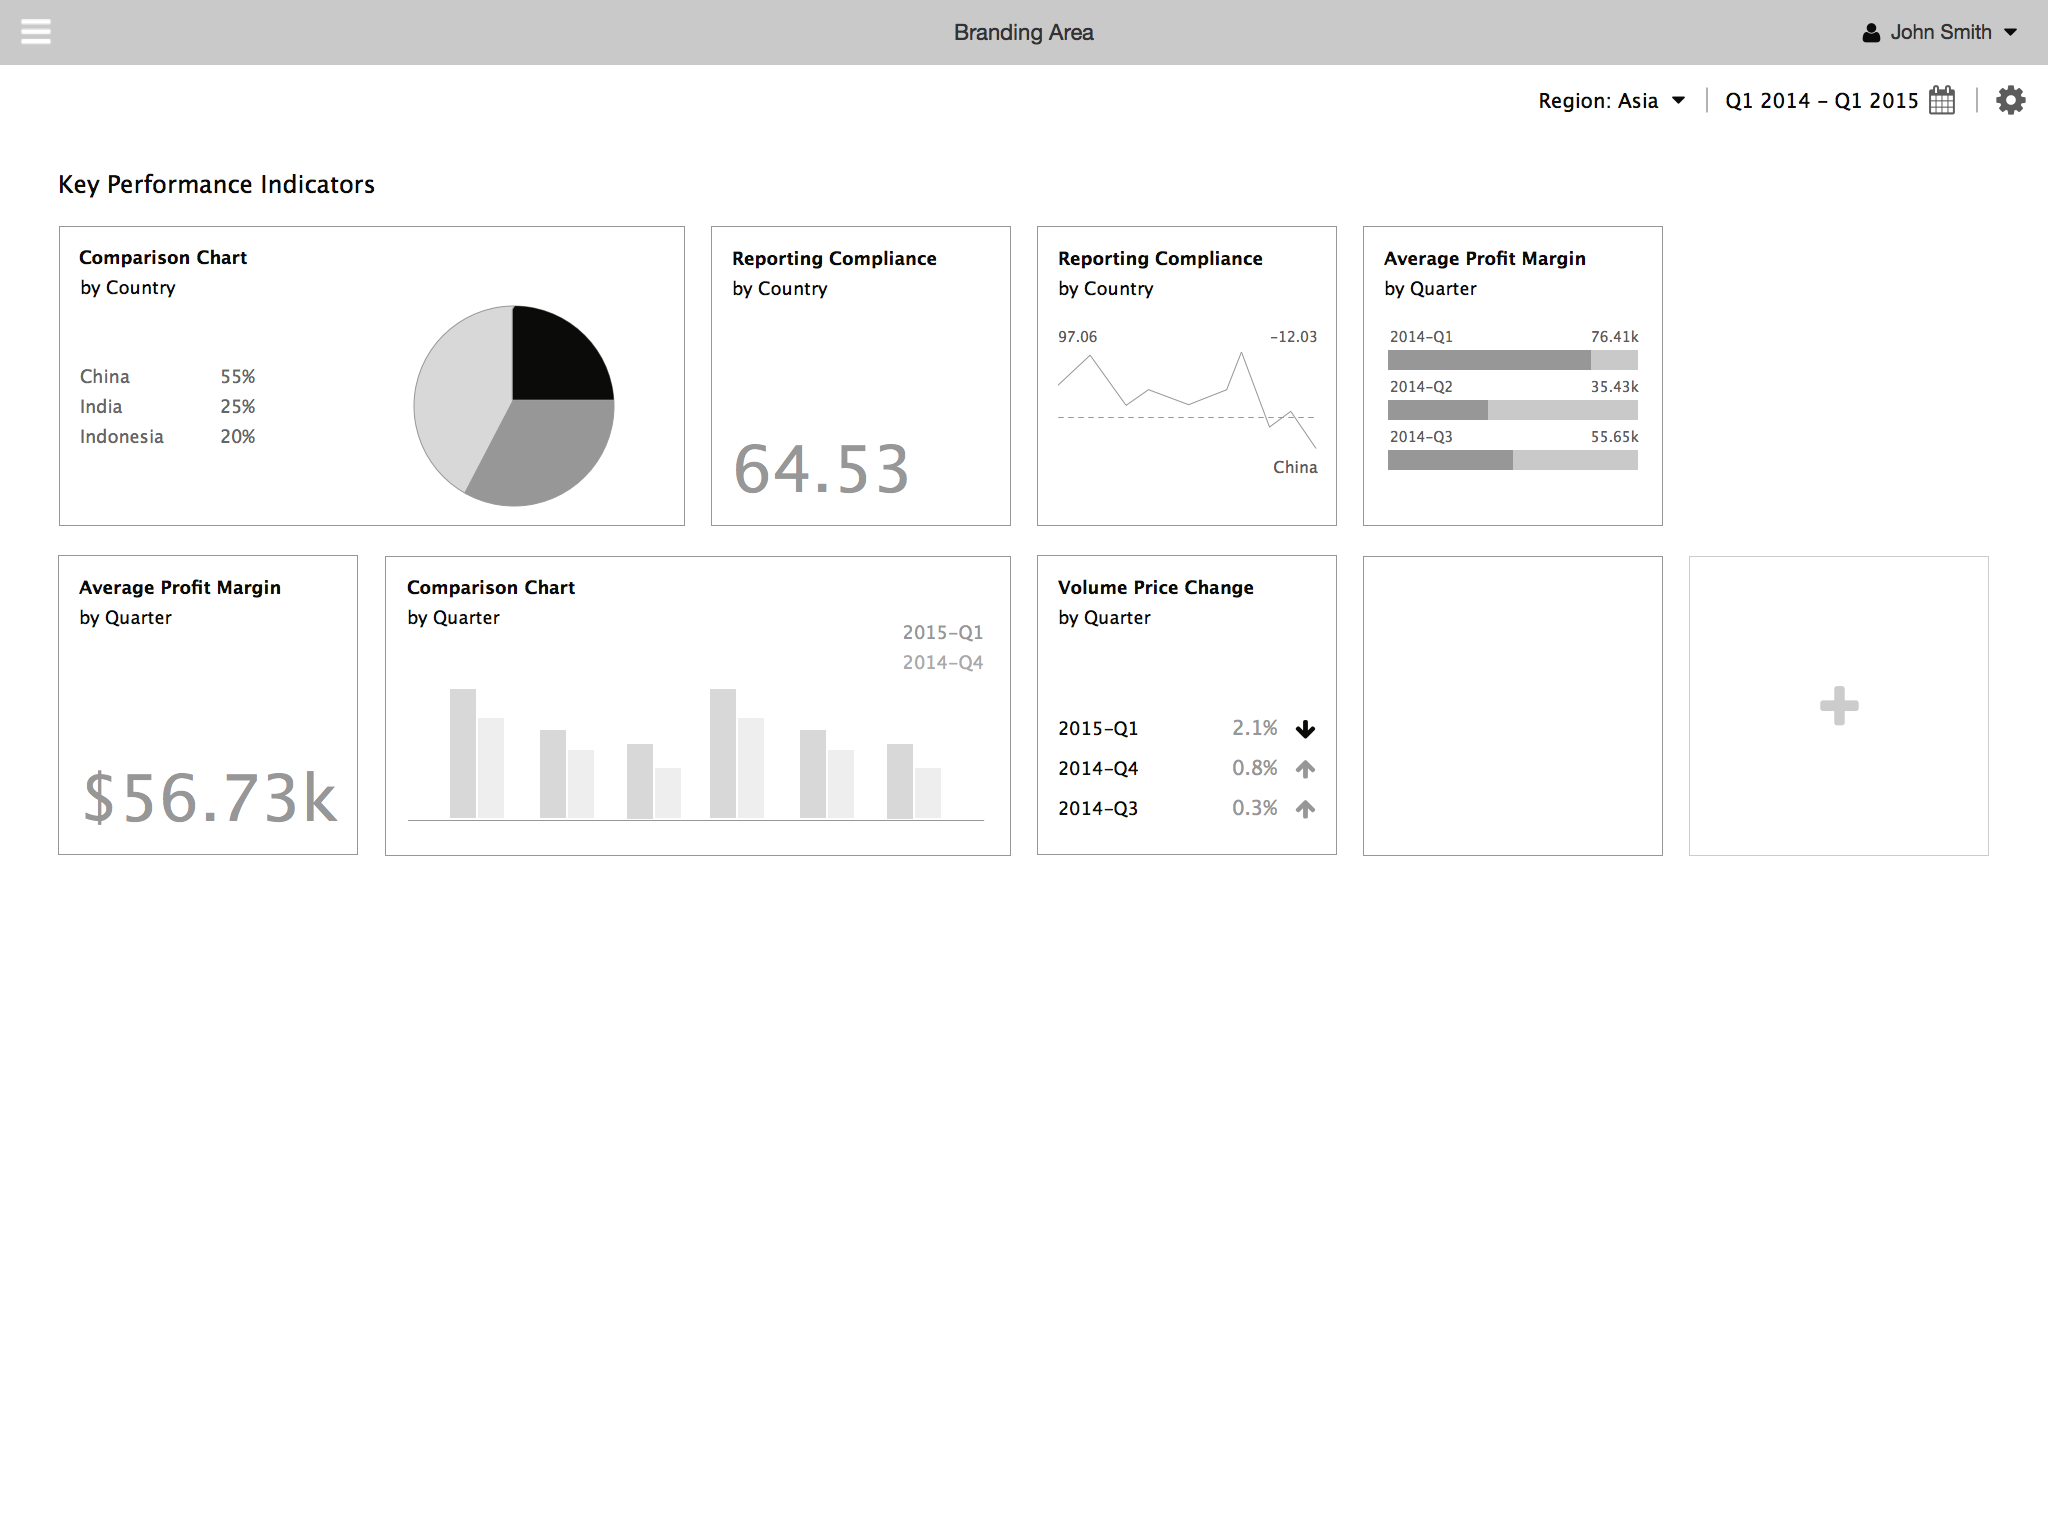 Branding Area
John Smith
Region: Asia
Q1 2014 – Q1 2015
Key Performance Indicators
Comparison Chart
by Country
China 55%
India 25%
Indonesia 20%
Reporting Compliance
by Country
64.53
Reporting Compliance
by Country
97.06 -12.03
China
Average Profit Margin
by Quarter
2014-Q1 76.41k
2014-Q2 35.43k
2014-Q3 55.65k
Average Profit Margin
by Quarter
$56.73k
Comparison Chart
by Quarter
2015-Q1
2014-Q4
Volume Price Change
by Quarter
2015-Q1 2.1%
2014-Q4 0.8%
2014-Q3 0.3%